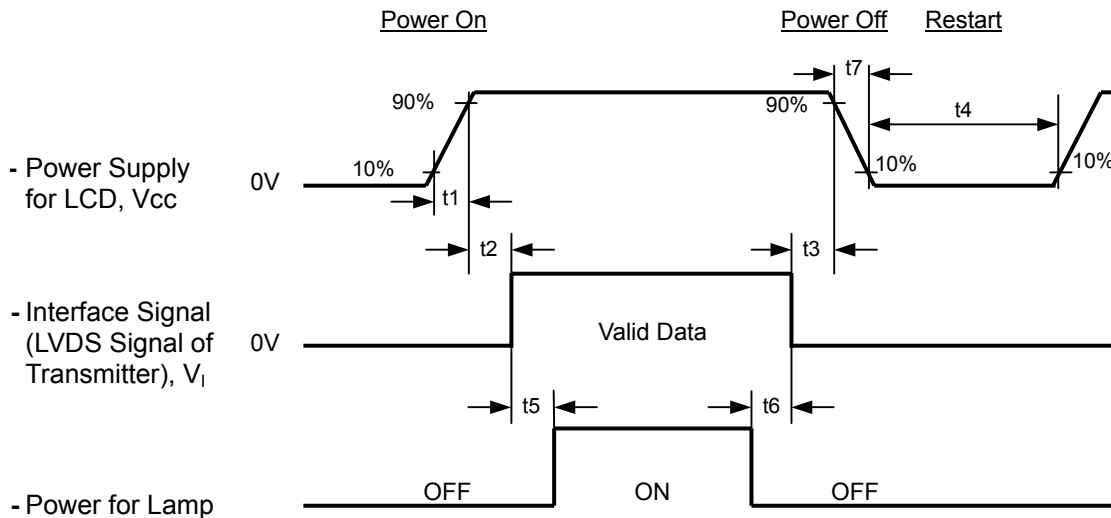 Power On
Power Off
Restart
t7
90%
90%
t4
- Power Supply
for LCD, Vcc
0V
10%
10%
10%
t1
t2
t3
- Interface Signal
(LVDS Signal of
Transmitter), VI
0V
Valid Data
t5
t6
- Power for Lamp
OFF
ON
OFF